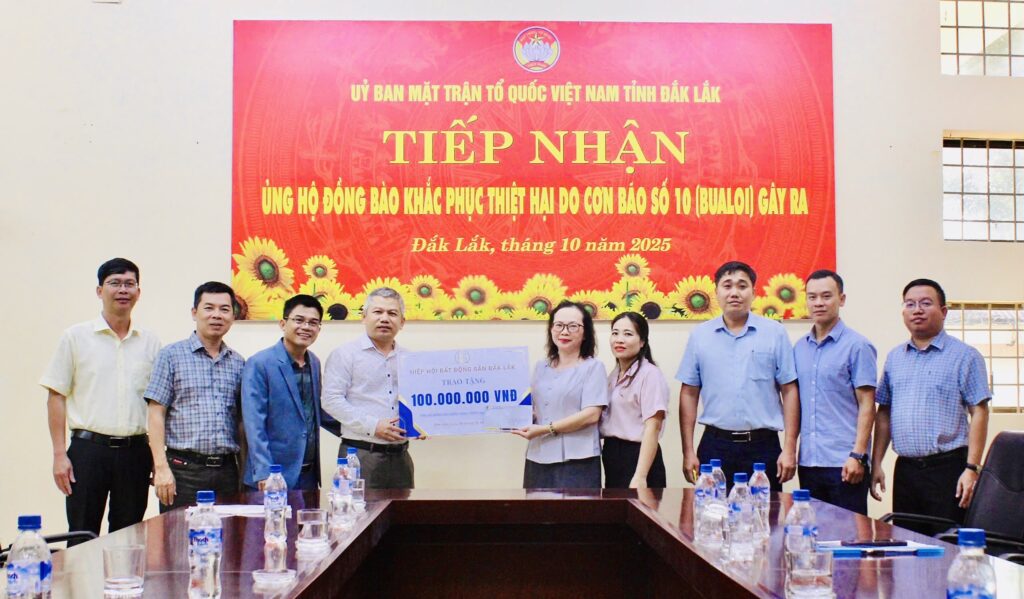 UỶ BAN MẶT TRẬN TỔ QUỐC VIỆT NAM TỈNH ĐẮK LẮK
TIẾP NHẬN
ỦNG HỘ ĐỒNG BÀO KHẮC PHỤC THIỆT HẠI DO CƠN BÃO SỐ 10 (BUALOI) GÂY RA
Đắk Lắk, tháng 10 năm 2025
HIỆP HỘI BẤT ĐỘNG SẢN ĐẮK LẮK
TRAO TẶNG
100.000.000 VNĐ